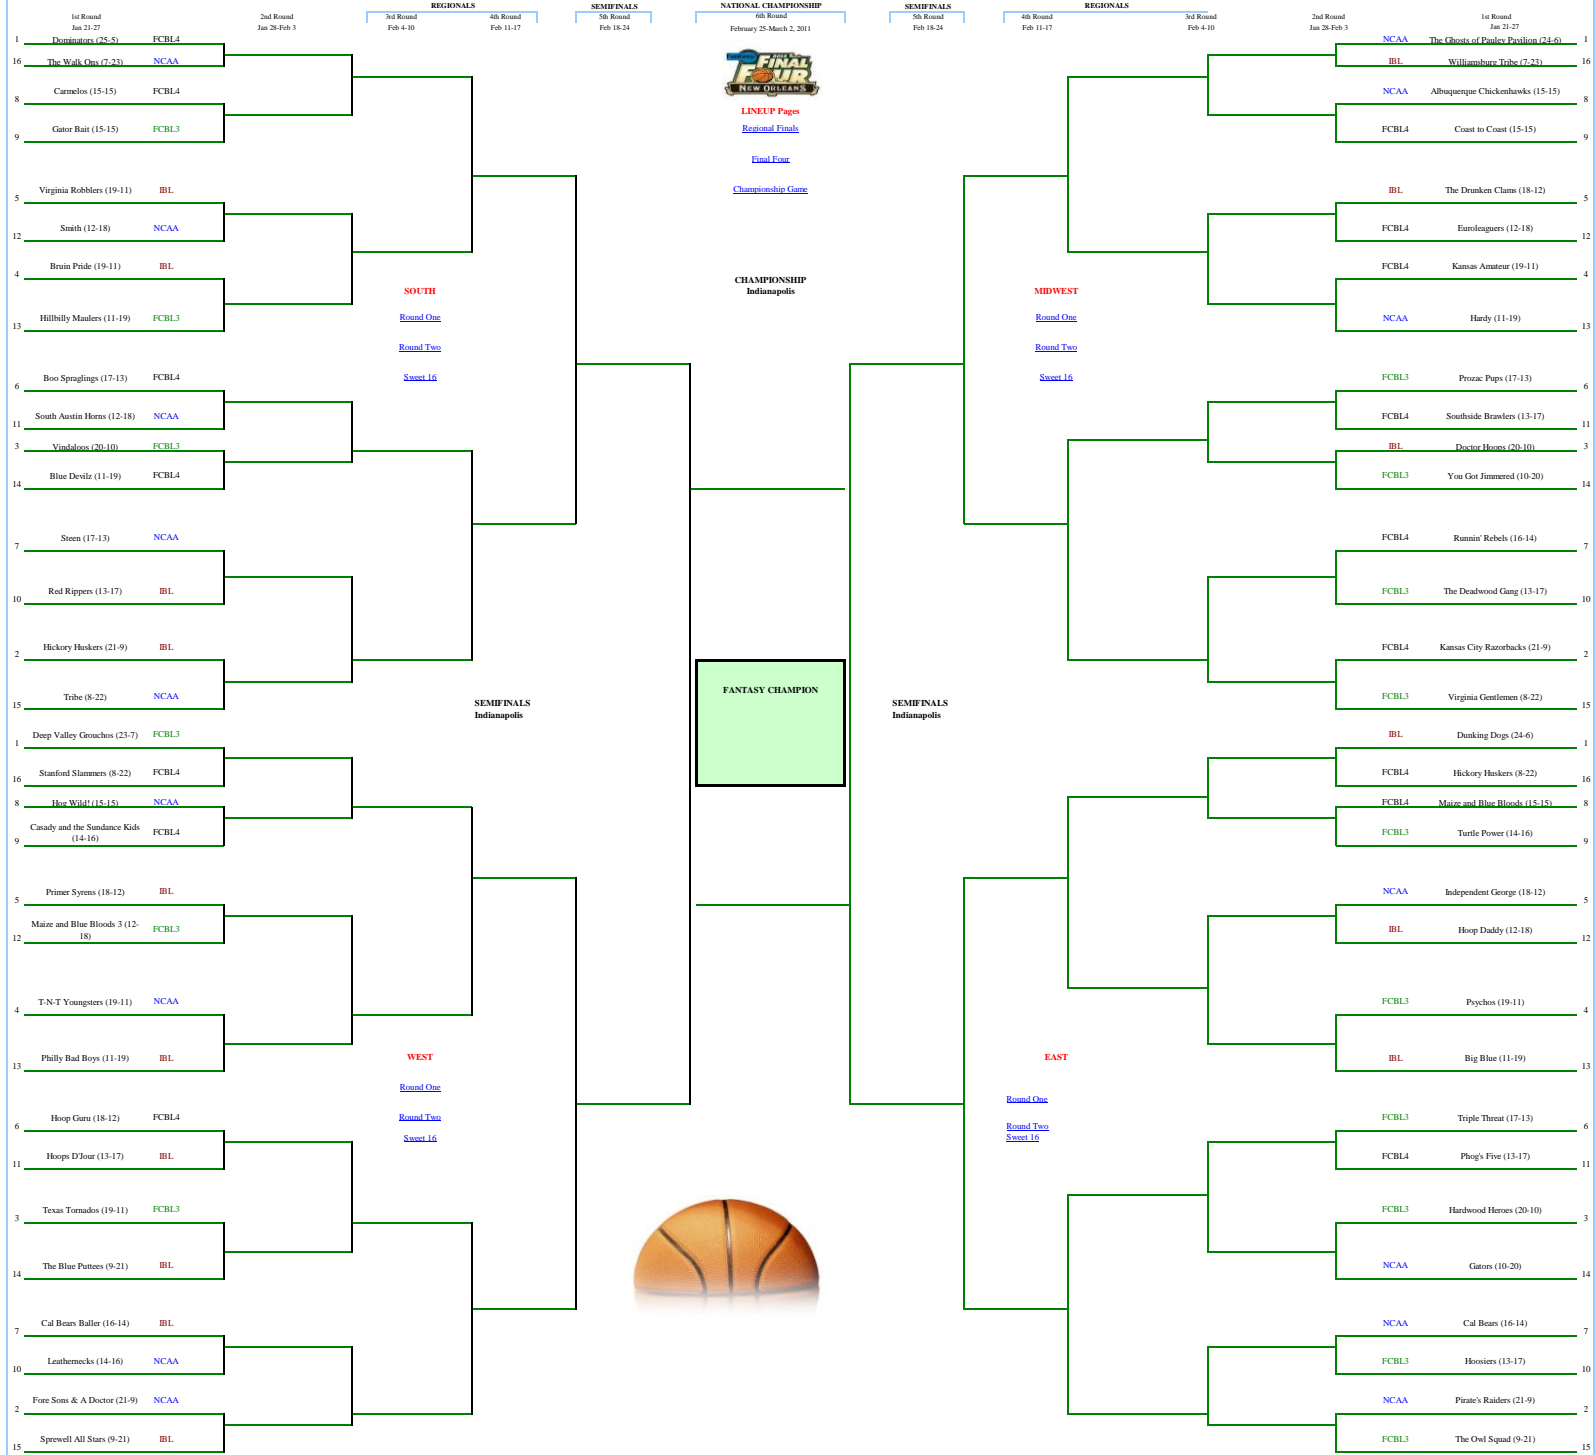 REGIONALS SEMIFINALS NATIONAL CHAMPIONSHIP SEMIFINALS REGIONALS
1st Round 2nd Round 3rd Round 4th Round 5th Round 6th Round 5th Round 4th Round 3rd Round 2nd Round 1st Round
Jan 21-27 Jan 28-Feb 3 Feb 4-10 Feb 11-17 Feb 18-24 February 25-March 2, 2011 Feb 18-24 Feb 11-17 Feb 4-10 Jan 28-Feb 3 Jan 21-27
1 Dominators (25-5) FCBL4
16 The Walk Ons (7-23) NCAA
8 Carmelos (15-15) FCBL4
9 Gator Bait (15-15) FCBL3
5 Virginia Robblers (19-11) IBL
12 Smith (12-18) NCAA
4 Bruin Pride (19-11) IBL
13 Hillbilly Maulers (11-19) FCBL3
6 Boo Spraglings (17-13) FCBL4
11 South Austin Horns (12-18) NCAA
3 Vindaloos (20-10) FCBL3
14 Blue Devilz (11-19) FCBL4
7 Steen (17-13) NCAA
10 Red Rippers (13-17) IBL
2 Hickory Huskers (21-9) IBL
15 Tribe (8-22) NCAA
SOUTH
Round One
Round Two
Sweet 16
1 Deep Valley Grouchos (23-7) FCBL3
16 Stanford Slammers (8-22) FCBL4
8 Hog Wild! (15-15) NCAA
9 Casady and the Sundance Kids
(14-16) FCBL4
5 Primer Syrens (18-12) IBL
12 Maize and Blue Bloods 3 (12-
18) FCBL3
4 T-N-T Youngsters (19-11) NCAA
13 Philly Bad Boys (11-19) IBL
6 Hoop Guru (18-12) FCBL4
11 Hoops D'Jour (13-17) IBL
3 Texas Tornados (19-11) FCBL3
14 The Blue Puttees (9-21) IBL
7 Cal Bears Baller (16-14) IBL
10 Leathernecks (14-16) NCAA
2 Fore Sons & A Doctor (21-9) NCAA
15 Sprewell All Stars (9-21) IBL
WEST
Round One
Round Two
Sweet 16
FINAL
FOUR
NEW ORLEANS
LINEUP Pages
Regional Finals
Final Four
Championship Game
CHAMPIONSHIP
Indianapolis
SEMIFINALS
Indianapolis
FANTASY CHAMPION
SEMIFINALS
Indianapolis
NCAA The Ghosts of Pauley Pavilion (24-6) 1
IBL Williamsburg Tribe (7-23) 16
NCAA Albuquerque Chickenhawks (15-15) 8
FCBL4 Coast to Coast (15-15) 9
IBL The Drunken Clams (18-12) 5
FCBL4 Euroleaguers (12-18) 12
FCBL4 Kansas Amateur (19-11) 4
NCAA Hardy (11-19) 13
FCBL3 Prozac Pups (17-13) 6
FCBL4 Southside Brawlers (13-17) 11
IBL Doctor Hoops (20-10) 3
FCBL3 You Got Jimmered (10-20) 14
FCBL4 Runnin' Rebels (16-14) 7
FCBL3 The Deadwood Gang (13-17) 10
FCBL4 Kansas City Razorbacks (21-9) 2
FCBL3 Virginia Gentlemen (8-22) 15
MIDWEST
Round One
Round Two
Sweet 16
IBL Dunking Dogs (24-6) 1
FCBL4 Hickory Huskers (8-22) 16
FCBL4 Maize and Blue Bloods (15-15) 8
FCBL3 Turtle Power (14-16) 9
NCAA Independent George (18-12) 5
IBL Hoop Daddy (12-18) 12
FCBL3 Psychos (19-11) 4
IBL Big Blue (11-19) 13
FCBL3 Triple Threat (17-13) 6
FCBL4 Phog's Five (13-17) 11
FCBL3 Hardwood Heroes (20-10) 3
NCAA Gators (10-20) 14
NCAA Cal Bears (16-14) 7
FCBL3 Hoosiers (13-17) 10
NCAA Pirate's Raiders (21-9) 2
FCBL3 The Owl Squad (9-21) 15
EAST
Round One
Round Two
Sweet 16